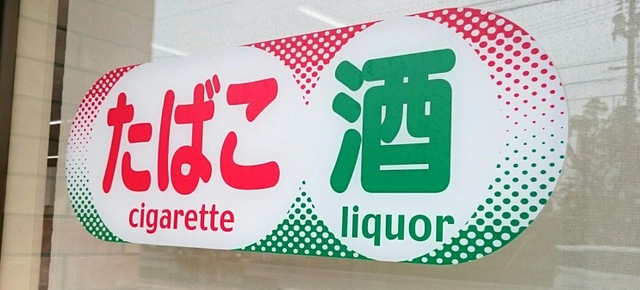 たばこ
cigarette
酒
liquor